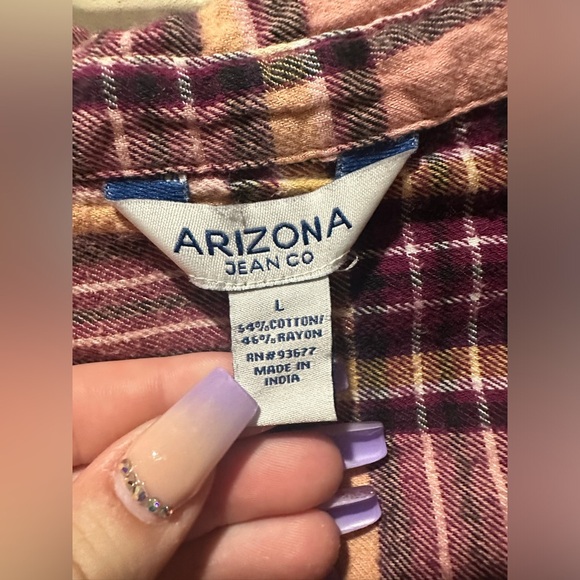 ARIZONA
JEAN CO
L
54%COTTON/
46%RAYON
RN#93677
MADE IN
INDIA